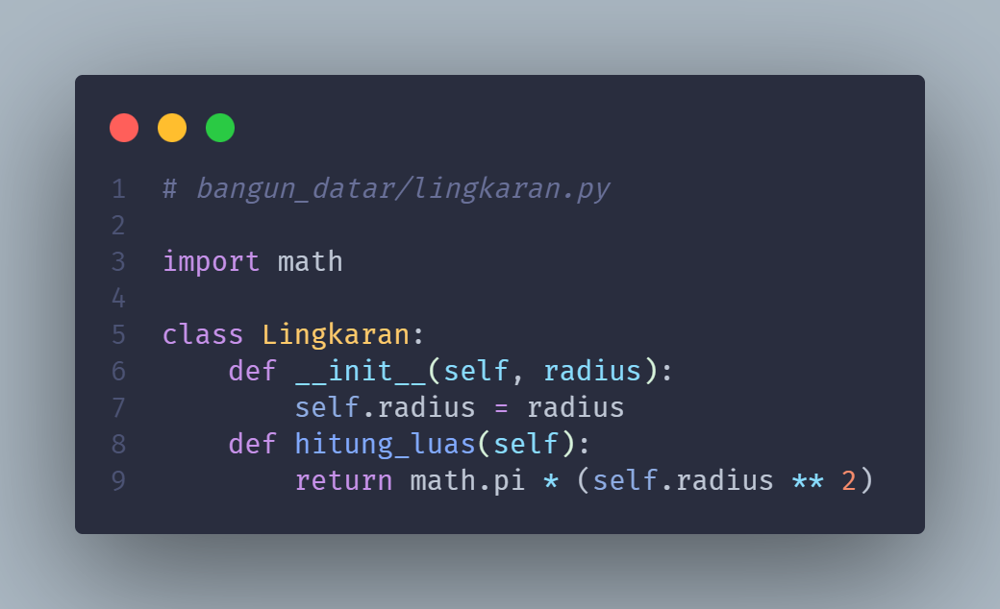 1 # bangun_datar/lingkaran.py
2
3 import math
4
5 class Lingkaran:
6     def __init__(self, radius):
7         self.radius = radius
8     def hitung_luas(self):
9         return math.pi * (self.radius ** 2)